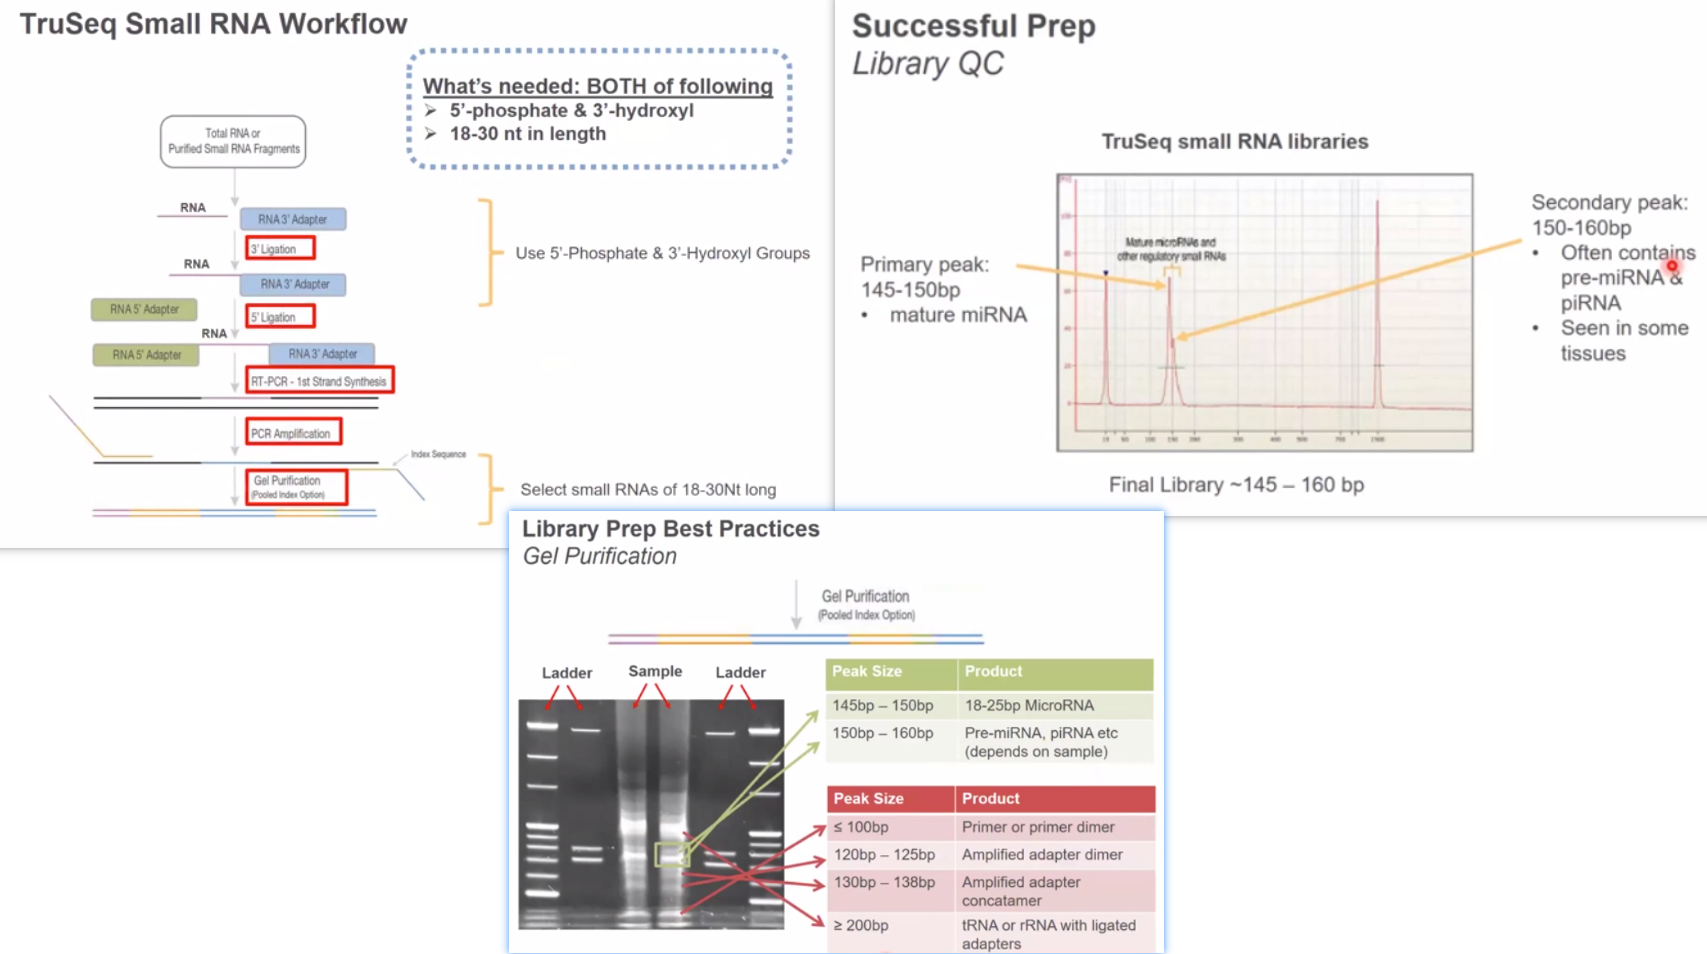 TruSeq Small RNA Workflow
What's needed: BOTH of following
➢ 5'-phosphate & 3'-hydroxyl
➢ 18-30 nt in length
Total RNA or
Purified Small RNA Fragments
RNA
RNA 3' Adapter
3' Ligation
RNA
RNA 3' Adapter
RNA 5' Adapter
5' Ligation
RNA
RNA 5' Adapter
RNA 3' Adapter
RT-PCR - 1st Strand Synthesis
PCR Amplification
Index Sequence
Gel Purification
(Pooled Index Option)
Use 5'-Phosphate & 3'-Hydroxyl Groups
Select small RNAs of 18-30Nt long
Successful Prep
Library QC
TruSeq small RNA libraries
Primary peak:
145-150bp
• mature miRNA
Mature microRNAs and
other regulatory small RNAs
Secondary peak:
150-160bp
• Often contains
pre-miRNA &
piRNA
• Seen in some
tissues
Final Library ~145 – 160 bp
Library Prep Best Practices
Gel Purification
Gel Purification
(Pooled Index Option)
Ladder
Sample
Ladder
Peak Size Product
145bp – 150bp 18-25bp MicroRNA
150bp – 160bp Pre-miRNA, piRNA etc
(depends on sample)
Peak Size Product
≤ 100bp Primer or primer dimer
120bp – 125bp Amplified adapter dimer
130bp – 138bp Amplified adapter
concatamer
≥ 200bp tRNA or rRNA with ligated
adapters